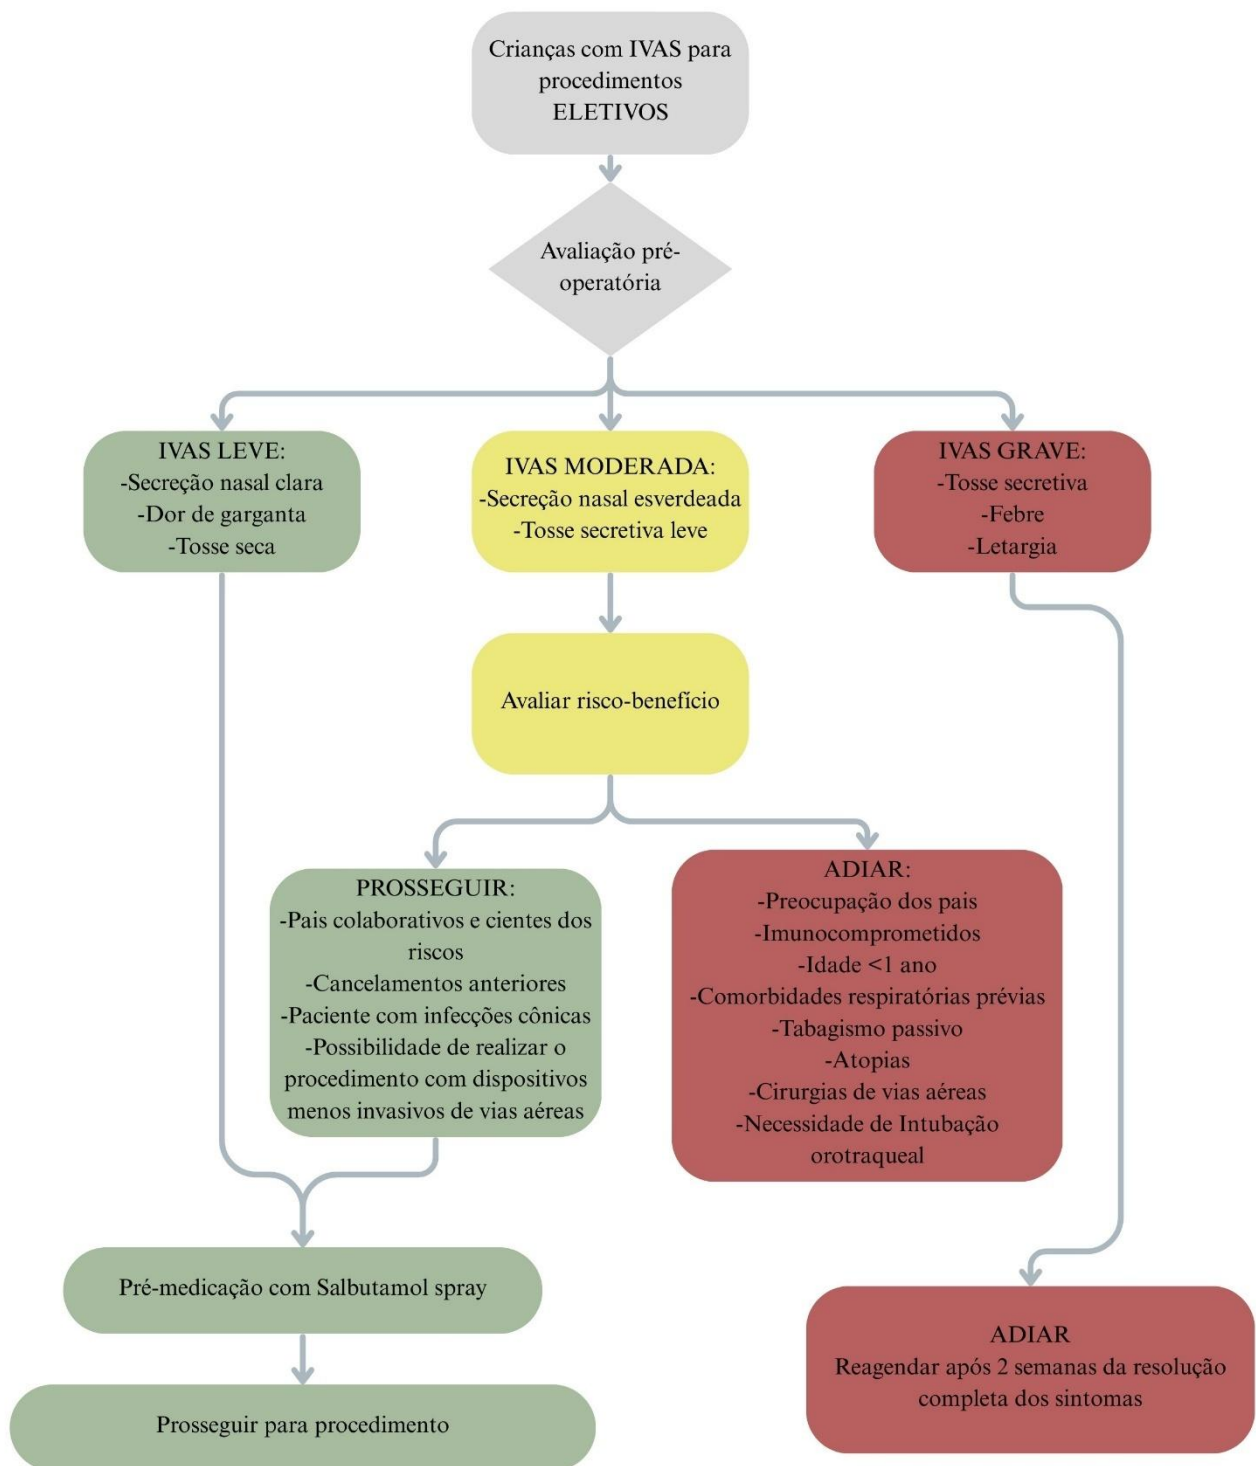 Crianças com IVAS para
procedimentos
ELETIVOS
Avaliação pré-
operatória
IVAS LEVE:
-Secreção nasal clara
-Dor de garganta
-Tosse seca
IVAS MODERADA:
-Secreção nasal esverdeada
-Tosse secretiva leve
IVAS GRAVE:
-Tosse secretiva
-Febre
-Letargia
Avaliar risco-benefício
PROSSEGUIR:
-Pais colaborativos e cientes dos
riscos
-Cancelamentos anteriores
-Paciente com infecções cônicas
-Possibilidade de realizar o
procedimento com dispositivos
menos invasivos de vias aéreas
ADIAR:
-Preocupação dos pais
-Imunocomprometidos
-Idade <1 ano
-Comorbidades respiratórias prévias
-Tabagismo passivo
-Atopias
-Cirurgias de vias aéreas
-Necessidade de Intubação
orotraqueal
Pré-medicação com Salbutamol spray
Prosseguir para procedimento
ADIAR
Reagendar após 2 semanas da resolução
completa dos sintomas